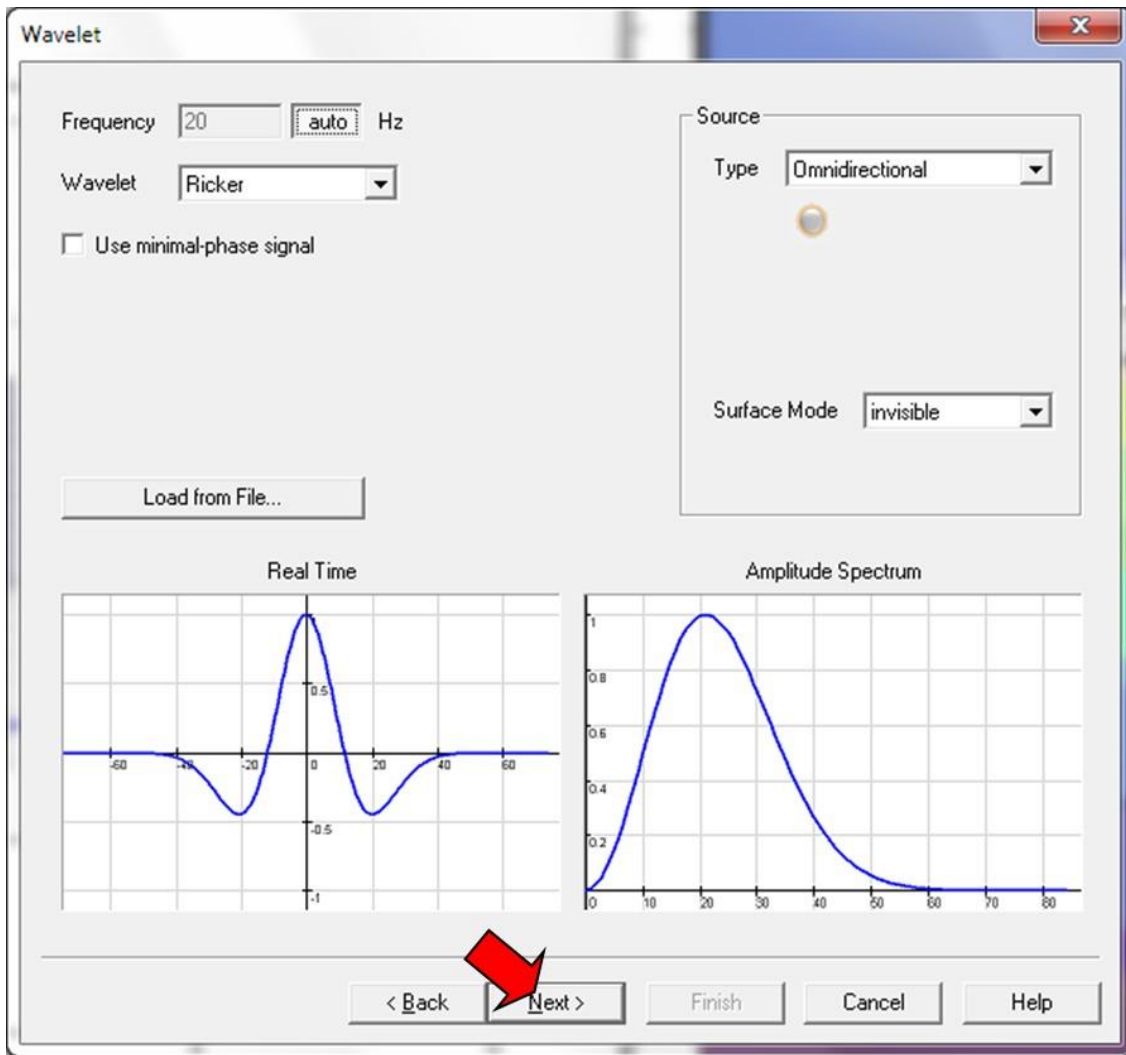 Wavelet
Frequency 20 auto Hz
Wavelet Ricker
Use minimal-phase signal
Load from File...
Source
Type Omnidirectional
Surface Mode invisible
Real Time
1
0.5
-60 -40 -20 0 20 40 60
-0.5
-1
Amplitude Spectrum
1
0.8
0.6
0.4
0.2
0 10 20 30 40 50 60 70 80
< Back Next > Finish Cancel Help